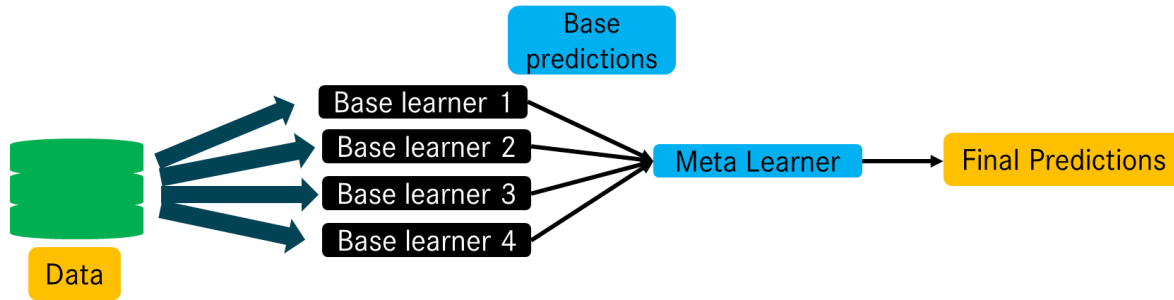 Base
predictions
Base learner 1
Base learner 2
Base learner 3
Base learner 4
Meta Learner
Final Predictions
Data